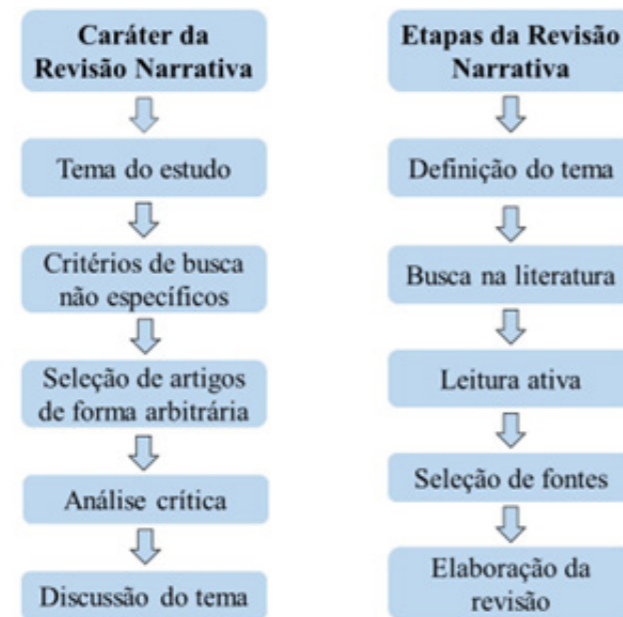 Caráter da
Revisão Narrativa
Tema do estudo
Critérios de busca
não específicos
Seleção de artigos
de forma arbitrária
Análise crítica
Discussão do tema
Etapas da Revisão
Narrativa
Definição do tema
Busca na literatura
Leitura ativa
Seleção de fontes
Elaboração da
revisão